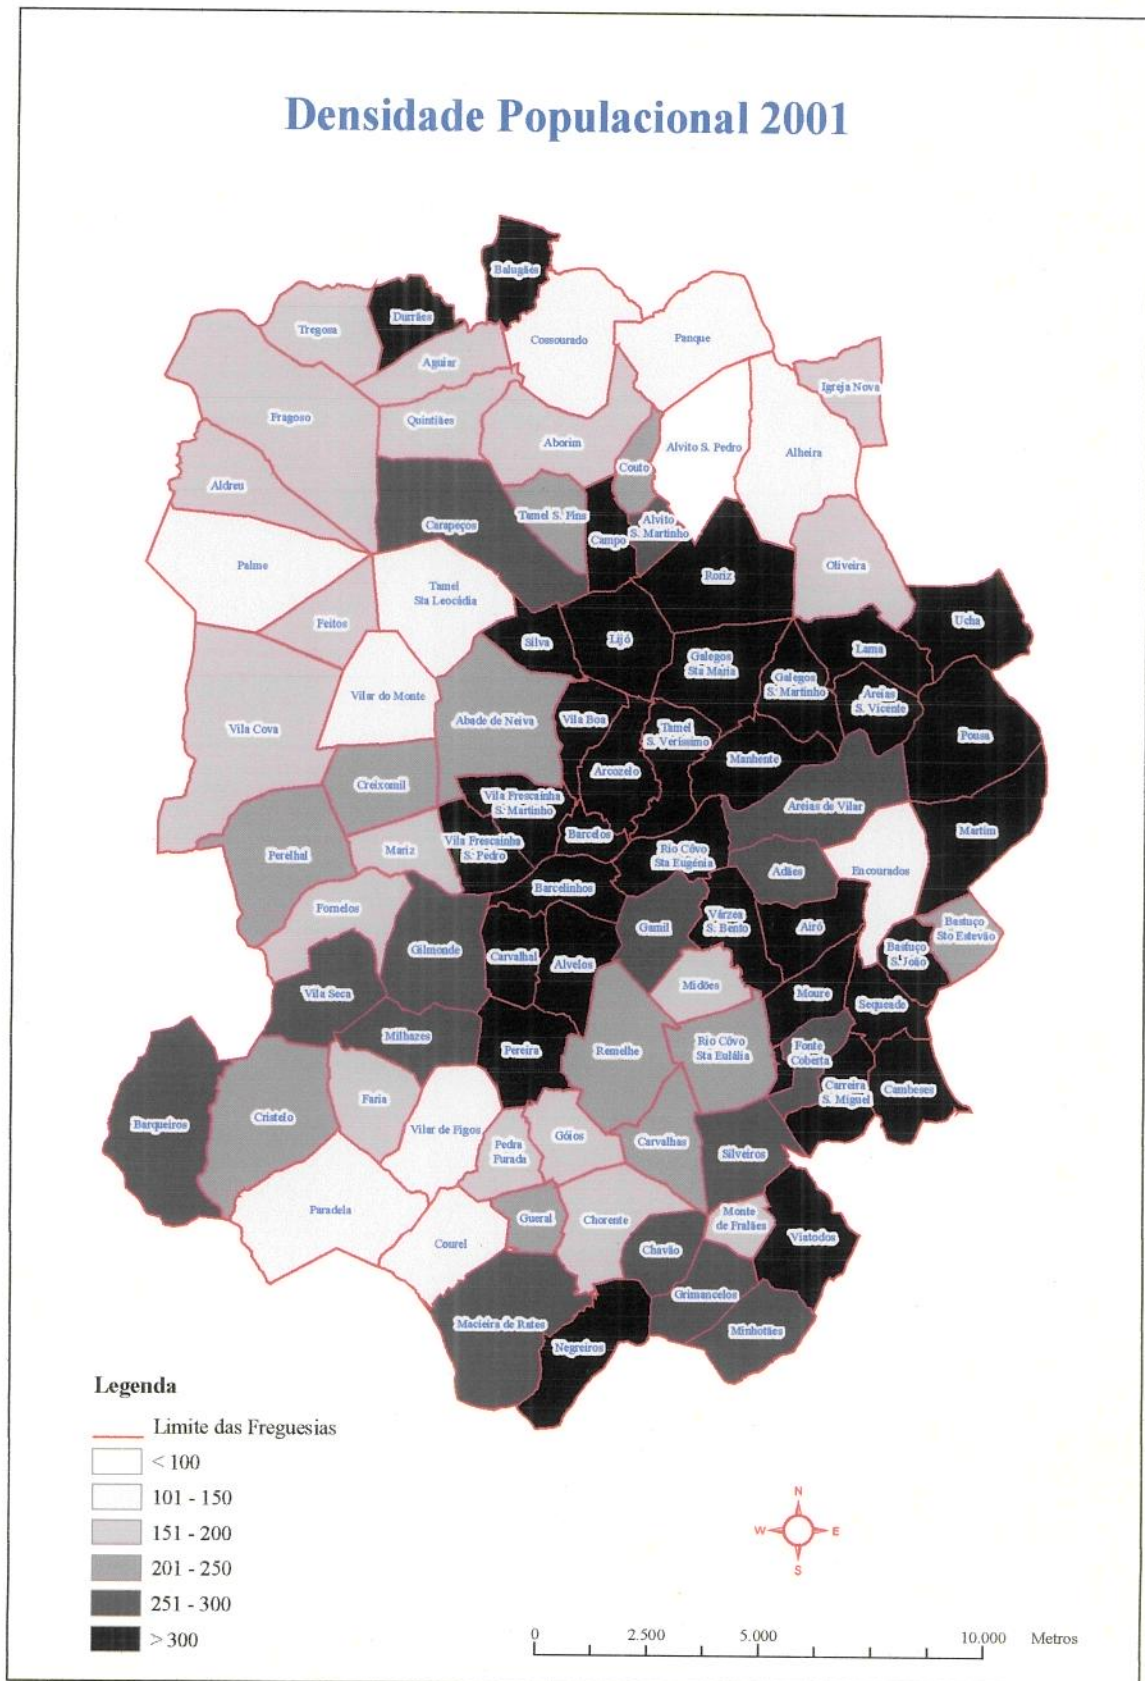 Densidade Populacional 2001
Balugães
Durrães
Tregosa
Cossourado
Panque
Aguiar
Igreja Nova
Fragoso
Quintiães
Aborim
Alvito S. Pedro
Alheira
Couto
Aldreu
Carapeços
Tamel S. Fins
Alvito
S. Martinho
Campo
Palme
Roriz
Oliveira
Tamel
Sta Leocádia
Feitos
Ucha
Silva
Lijó
Lama
Galegos
Sta Maria
Galegos
S. Martinho
Areias
S. Vicente
Vilar do Monte
Vila Cova
Abade de Neiva
Vila Boa
Tamel
S. Veríssimo
Pousa
Manhente
Arcozelo
Creixomil
Vila Frescainha
S. Martinho
Areias de Vilar
Martim
Barcelos
Vila Frescainha
S. Pedro
Perelhal
Mariz
Rio Côvo
Sta Eugénia
Adães
Encourados
Barcelinhos
Fornelos
Gilmonde
Carvalhal
Alvelos
Gamil
Várzea
S. Bento
Airó
Bastuço
Sto Estevão
Bastuço
S. João
Vila Seca
Midões
Moure
Sequeade
Milhazes
Pereira
Remelhe
Rio Côvo
Sta Eulália
Fonte
Coberta
Carreira
S. Miguel
Cambeses
Barqueiros
Cristelo
Faria
Vilar de Figos
Pedra
Furada
Góios
Carvalhas
Silveiros
Paradela
Courel
Gueral
Chorente
Monte
de Fralães
Viatodos
Chavão
Grimancelos
Macieira de Rates
Minhotães
Negreiros
Legenda
Limite das Freguesias
< 100
101 - 150
151 - 200
201 - 250
251 - 300
> 300
N
W
E
S
0
2.500
5.000
10.000
Metros